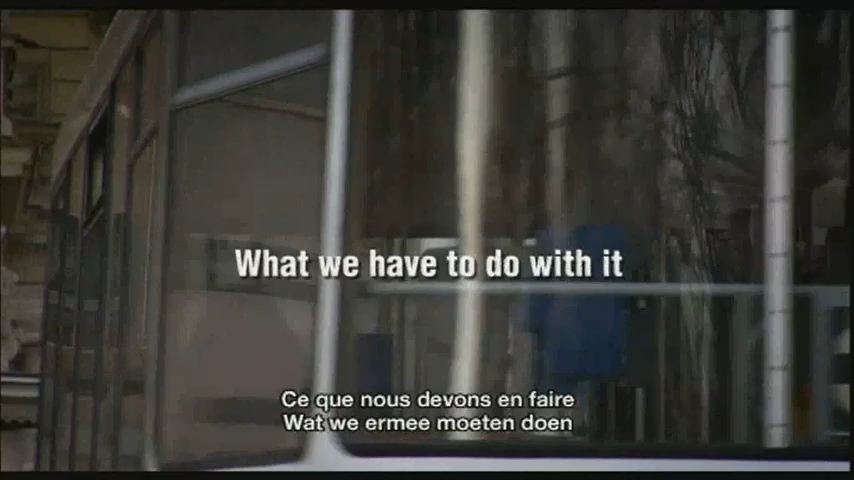 What we have to do with it
Ce que nous devons en faire
Wat we ermee moeten doen